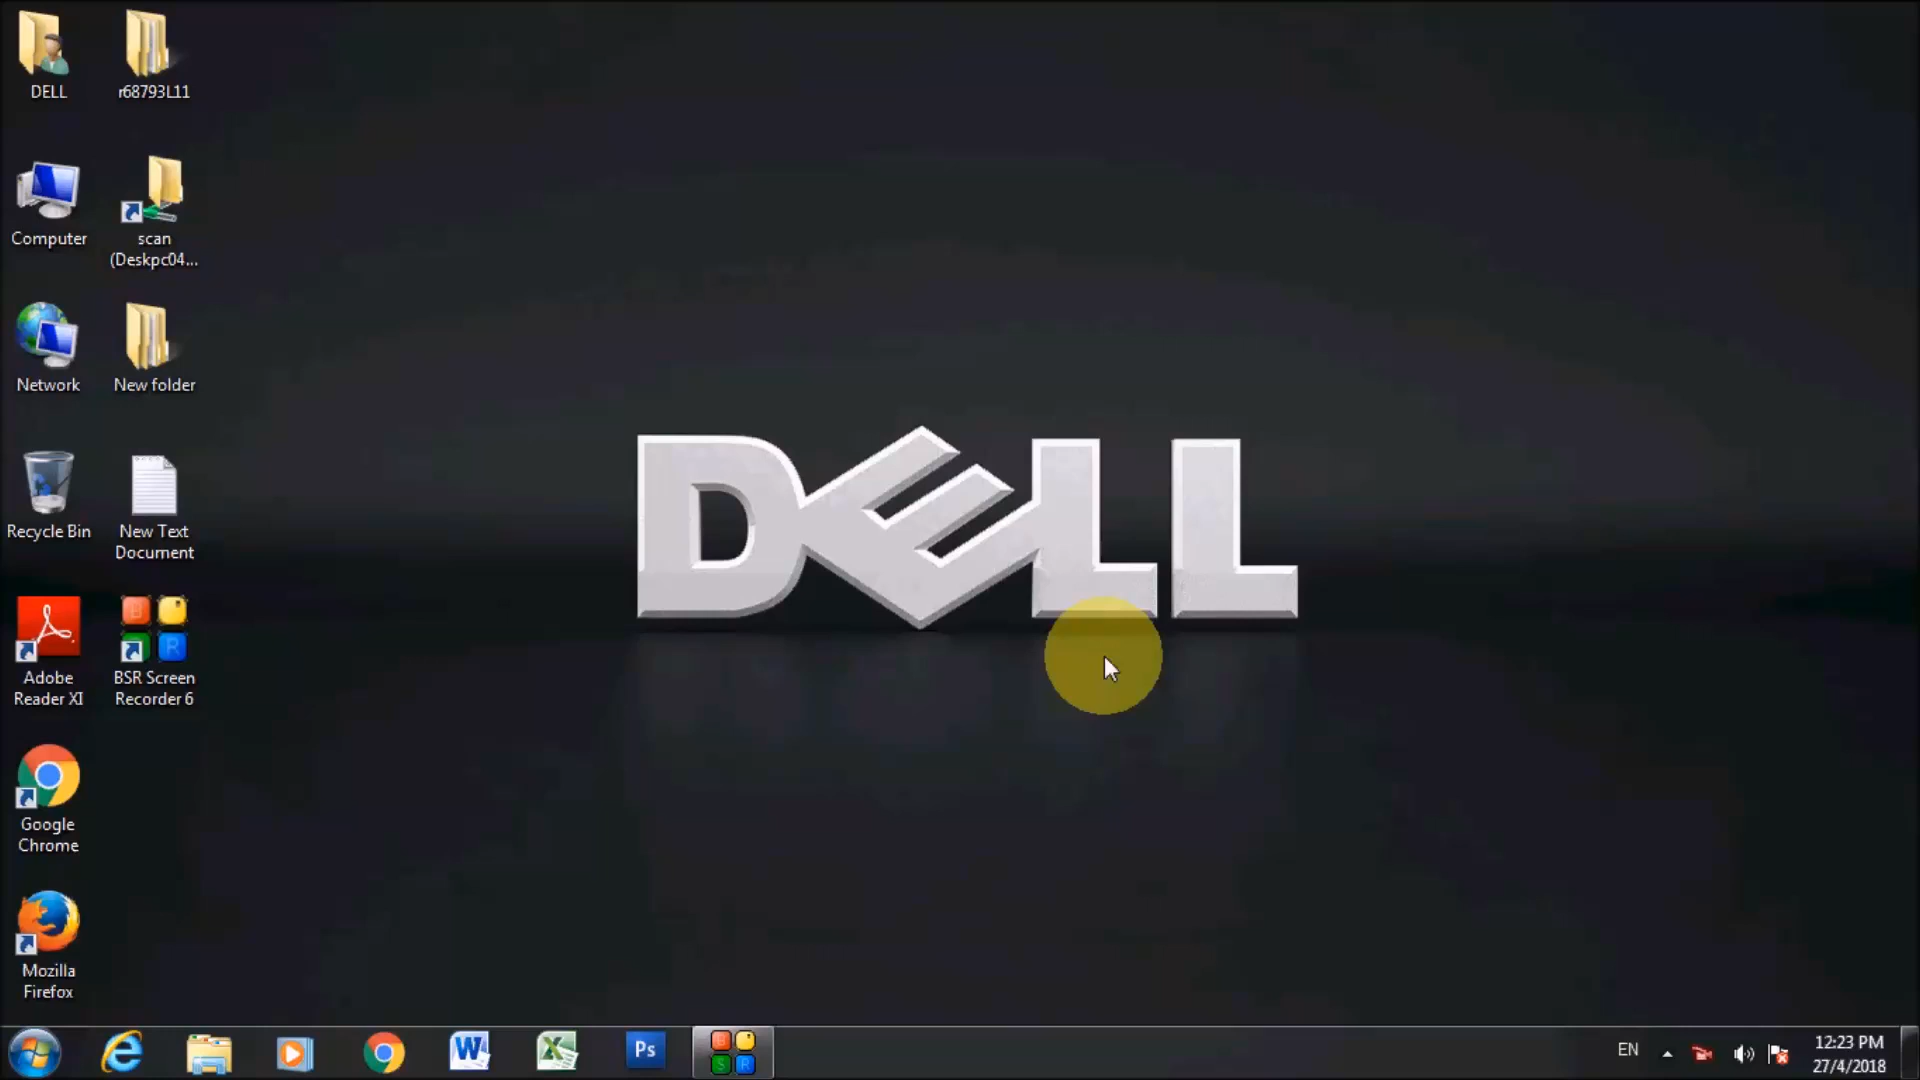 DELL
r68793L11
Computer
scan
(Deskpc04...
Network
New folder
Recycle Bin
New Text
Document
Adobe
Reader XI
BSR Screen
Recorder 6
Google
Chrome
Mozilla
Firefox
DELL
Ps
EN
12:23 PM
27/4/2018